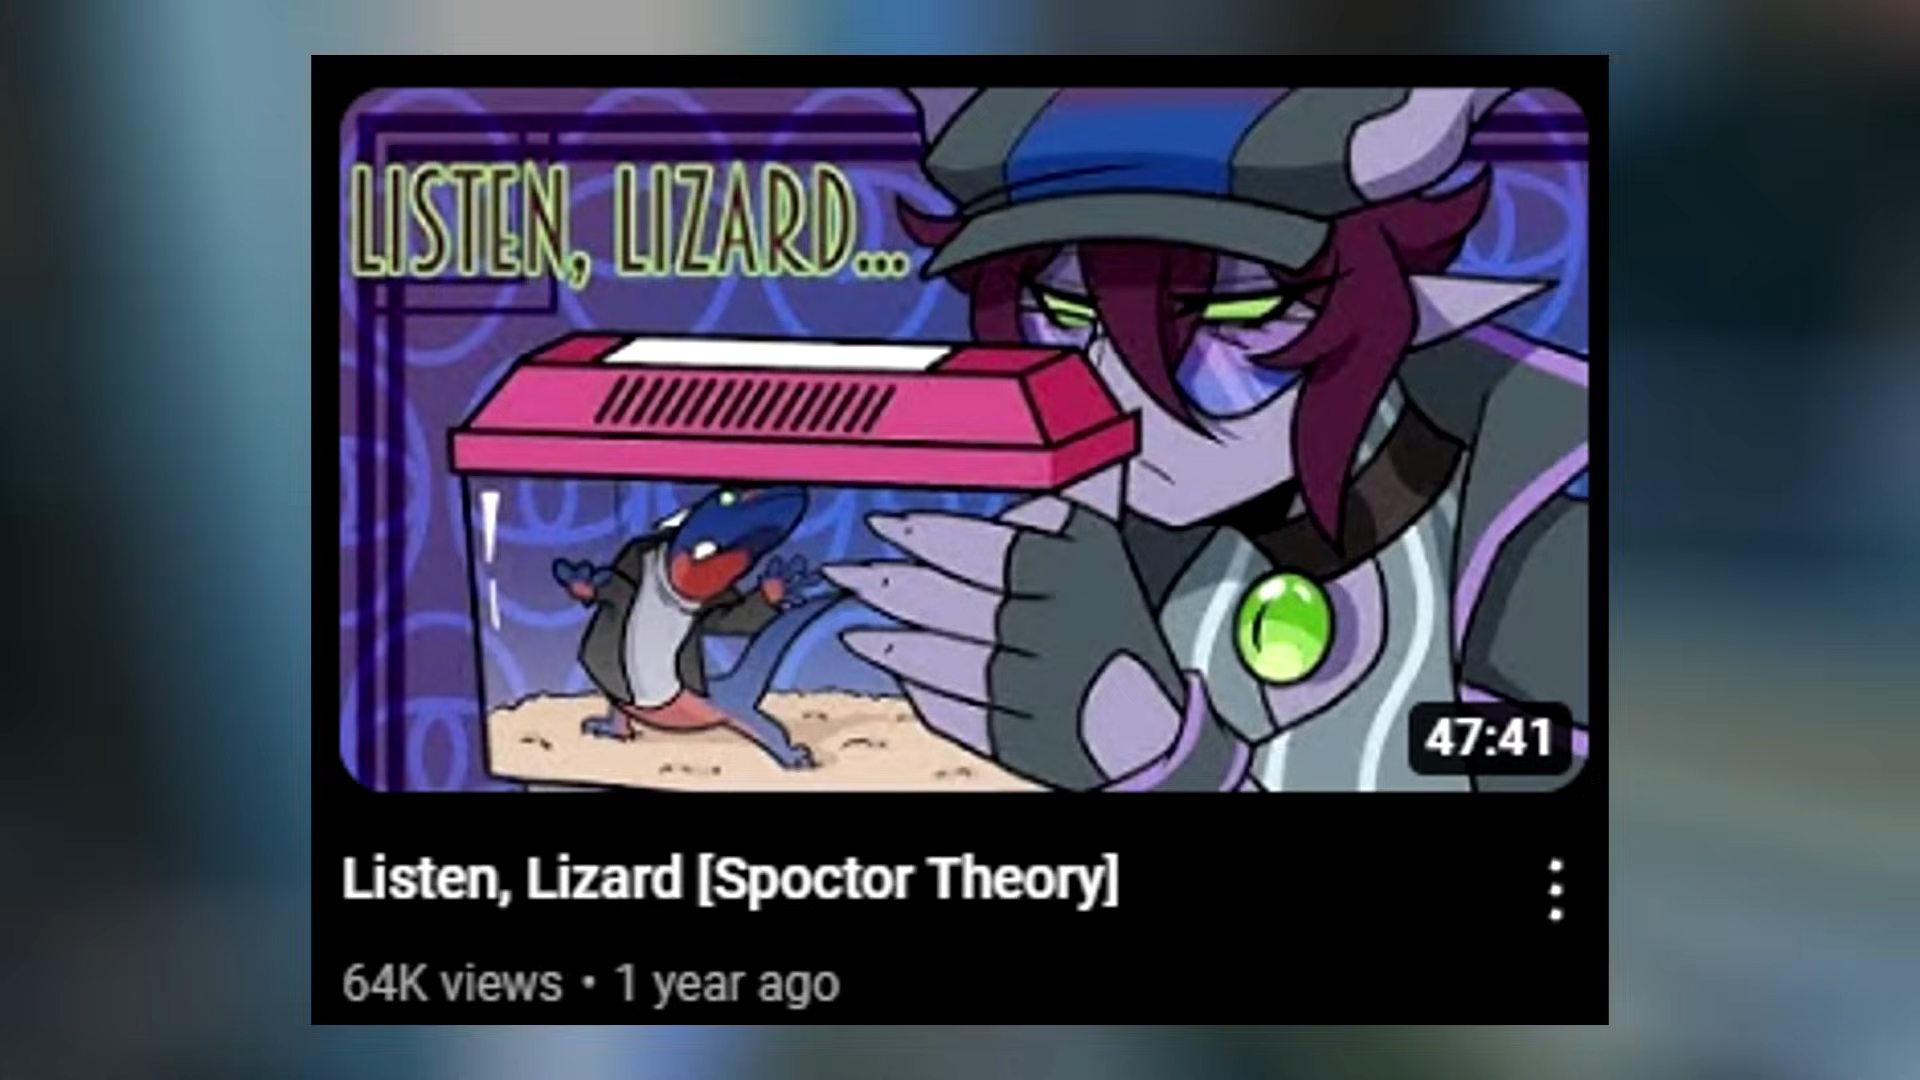 LISTEN, LIZARD...
47:41
Listen, Lizard [Spoctor Theory]
64K views • 1 year ago